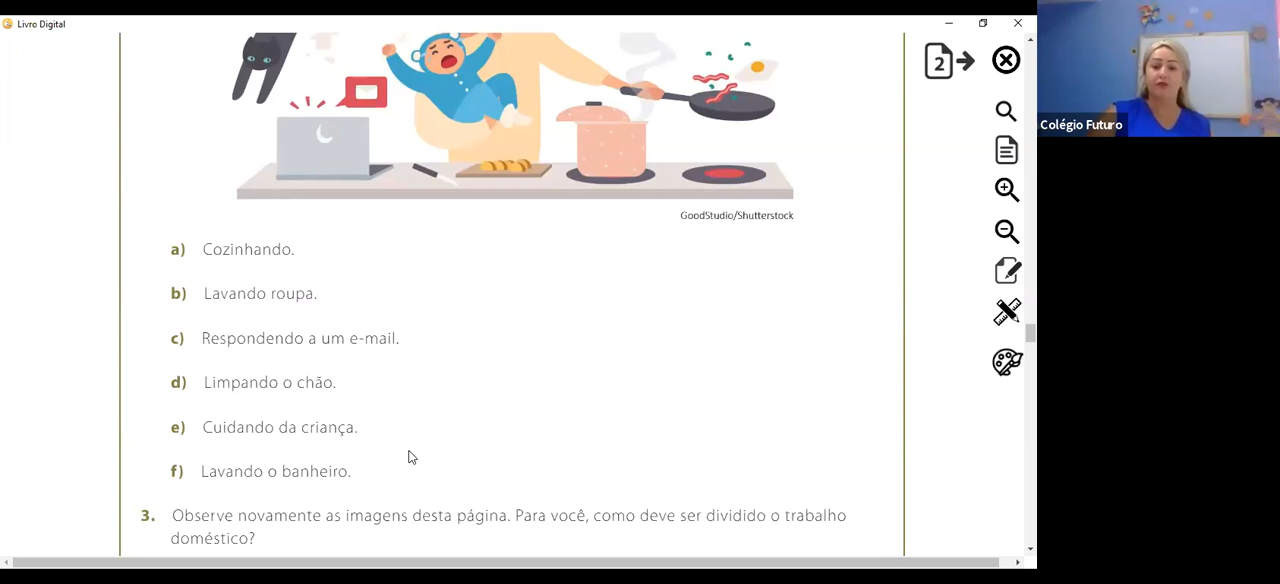 Livro Digital
2
Colégio Futuro
GoodStudio/Shutterstock
a) Cozinhando.
b) Lavando roupa.
c) Respondendo a um e-mail.
d) Limpando o chão.
e) Cuidando da criança.
f) Lavando o banheiro.
3. Observe novamente as imagens desta página. Para você, como deve ser dividido o trabalho
doméstico?